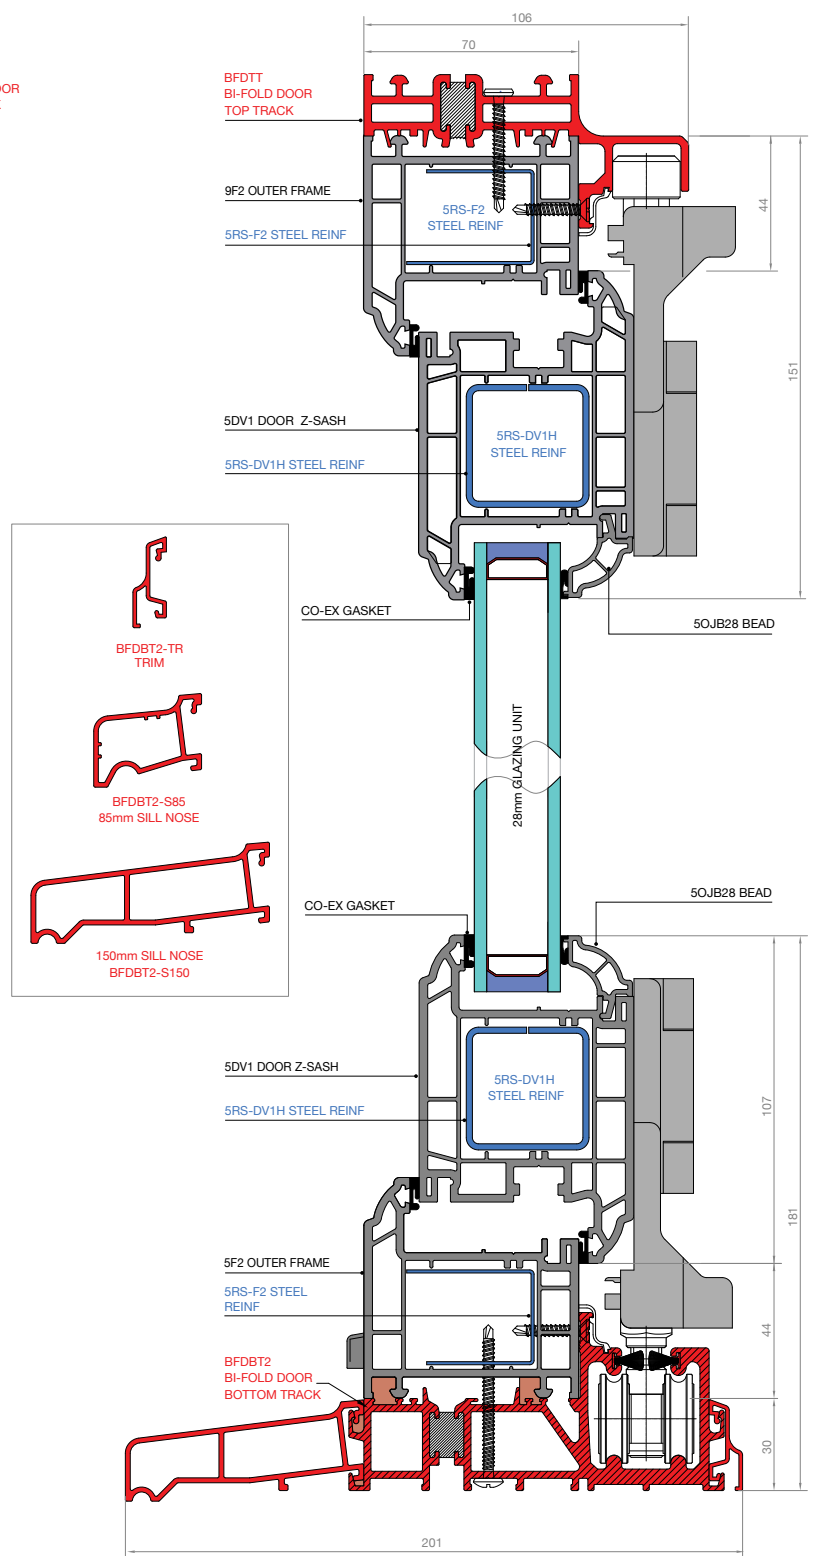 106
70
OOR
BFDTT
BI-FOLD DOOR
TOP TRACK
9F2 OUTER FRAME
5RS-F2 STEEL REINF
5RS-F2
STEEL REINF
44
151
5DV1 DOOR Z-SASH
5RS-DV1H STEEL REINF
5RS-DV1H
STEEL REINF
CO-EX GASKET
5OJB28 BEAD
BFDBT2-TR
TRIM
BFDBT2-S85
85mm SILL NOSE
150mm SILL NOSE
BFDBT2-S150
28mm GLAZING UNIT
CO-EX GASKET
5OJB28 BEAD
5DV1 DOOR Z-SASH
5RS-DV1H STEEL REINF
5RS-DV1H
STEEL REINF
107
181
5F2 OUTER FRAME
5RS-F2 STEEL
REINF
BFDBT2
BI-FOLD DOOR
BOTTOM TRACK
44
30
201